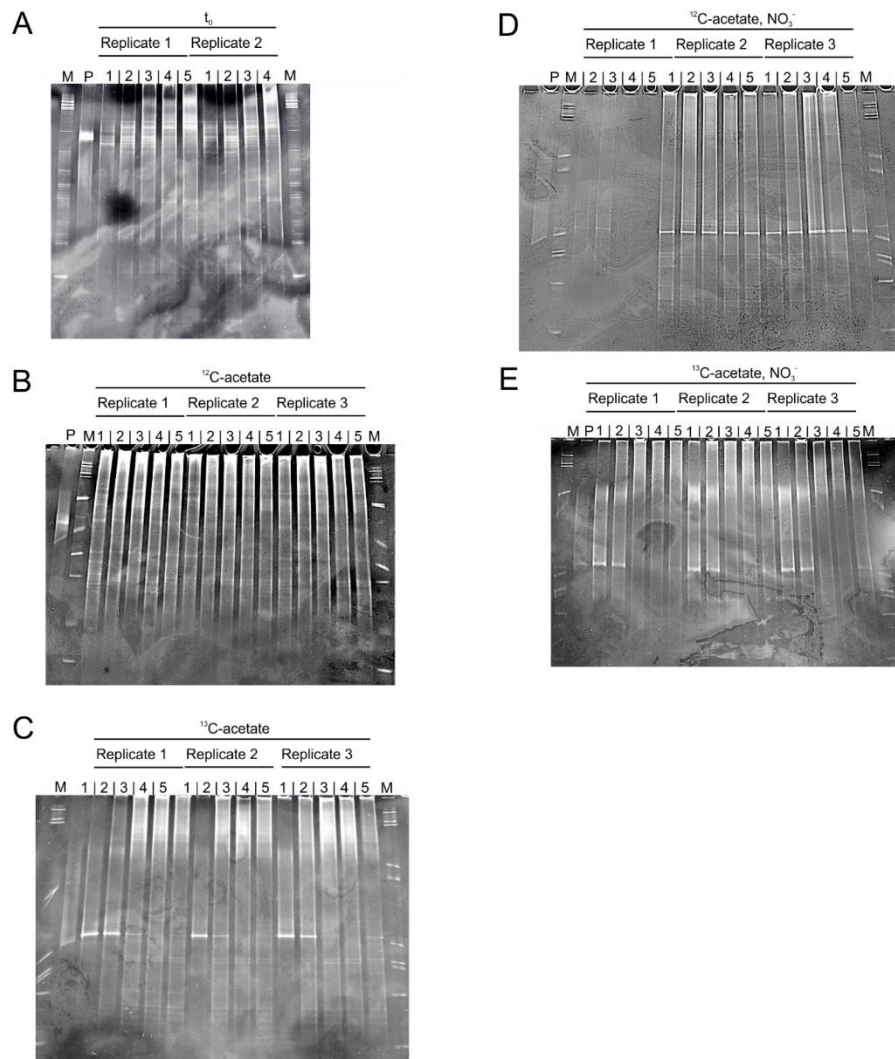 A
t₀
Replicate 1 Replicate 2
M P 1 | 2 | 3 | 4 | 5 1 | 2 | 3 | 4 M
B
¹²C-acetate
Replicate 1 Replicate 2 Replicate 3
P M 1 | 2 | 3 | 4 | 5 1 | 2 | 3 | 4 | 5 1 | 2 | 3 | 4 | 5 M
C
¹³C-acetate
Replicate 1 Replicate 2 Replicate 3
M 1 | 2 | 3 | 4 | 5 1 | 2 | 3 | 4 | 5 1 | 2 | 3 | 4 | 5 M
D
¹²C-acetate, NO₃⁻
Replicate 1 Replicate 2 Replicate 3
P M 2 | 3 | 4 | 5 1 | 2 | 3 | 4 | 5 1 | 2 | 3 | 4 | 5 M
E
¹³C-acetate, NO₃⁻
Replicate 1 Replicate 2 Replicate 3
M P 1 | 2 | 3 | 4 | 5 1 | 2 | 3 | 4 | 5 1 | 2 | 3 | 4 | 5 M